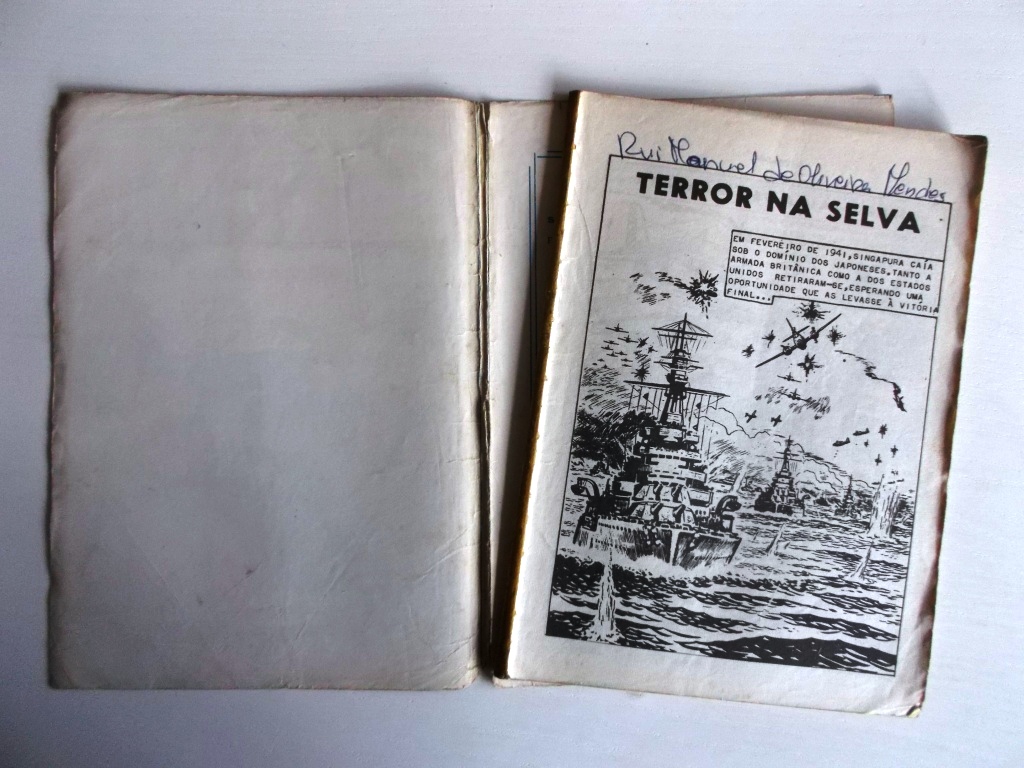 Rui Manuel de Oliveira Mendes
TERROR NA SELVA
EM FEVEREIRO DE 1941, SINGAPURA CAÍA
SOB O DOMÍNIO DOS JAPONESES. TANTO A
ARMADA BRITÂNICA COMO A DOS ESTADOS
UNIDOS RETIRARAM-SE, ESPERANDO UMA
OPORTUNIDADE QUE AS LEVASSE À VITÓRIA
FINAL...